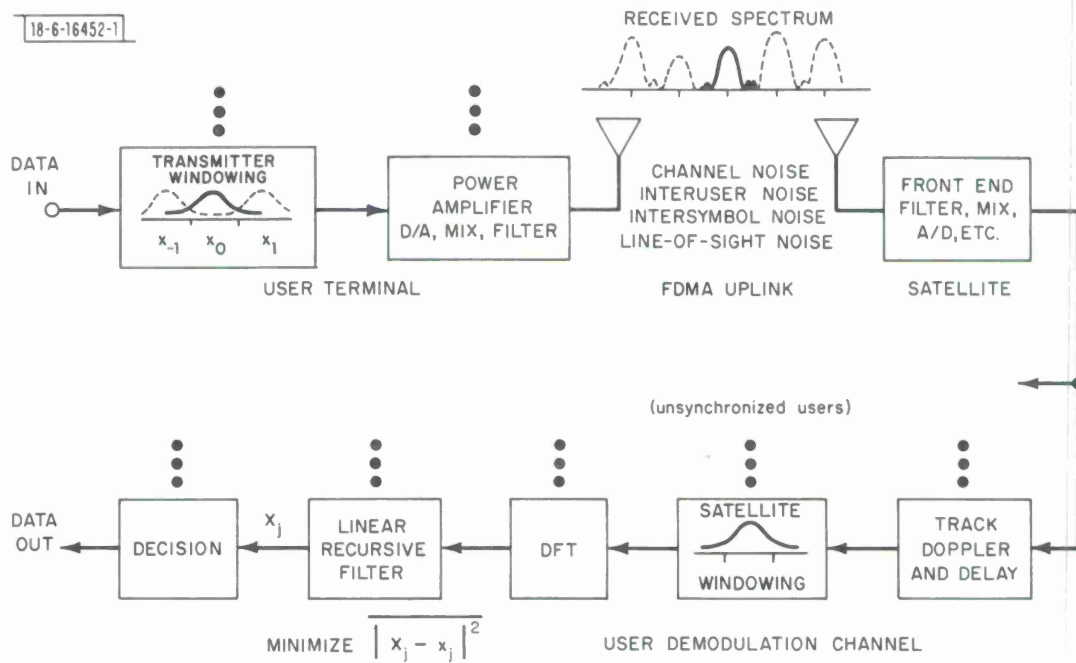 18-6-16452-1
RECEIVED SPECTRUM
DATA
IN
TRANSMITTER
WINDOWING
x-1 x0 x1
POWER
AMPLIFIER
D/A, MIX, FILTER
CHANNEL NOISE
INTERUSER NOISE
INTERSYMBOL NOISE
LINE-OF-SIGHT NOISE
FRONT END
FILTER, MIX,
A/D, ETC.
USER TERMINAL
FDMA UPLINK
SATELLITE
(unsynchronized users)
DATA
OUT
DECISION
Xj
LINEAR
RECURSIVE
FILTER
DFT
SATELLITE
WINDOWING
TRACK
DOPPLER
AND DELAY
MINIMIZE |Xj - xj|2
USER DEMODULATION CHANNEL